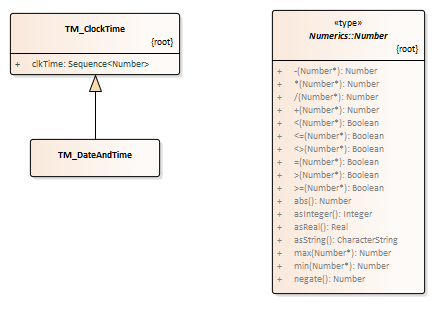 TM_ClockTime
{root}
+ clkTime: Sequence<Number>
TM_DateAndTime
«type»
Numerics::Number
{root}
+ -(Number*): Number
+ *(Number*): Number
+ /(Number*): Number
+ +(Number*): Number
+ <(Number*): Boolean
+ <=(Number*): Boolean
+ <>(Number*): Boolean
+ =(Number*): Boolean
+ >(Number*): Boolean
+ >=(Number*): Boolean
+ abs(): Number
+ asInteger(): Integer
+ asReal(): Real
+ asString(): CharacterString
+ max(Number*): Number
+ min(Number*): Number
+ negate(): Number